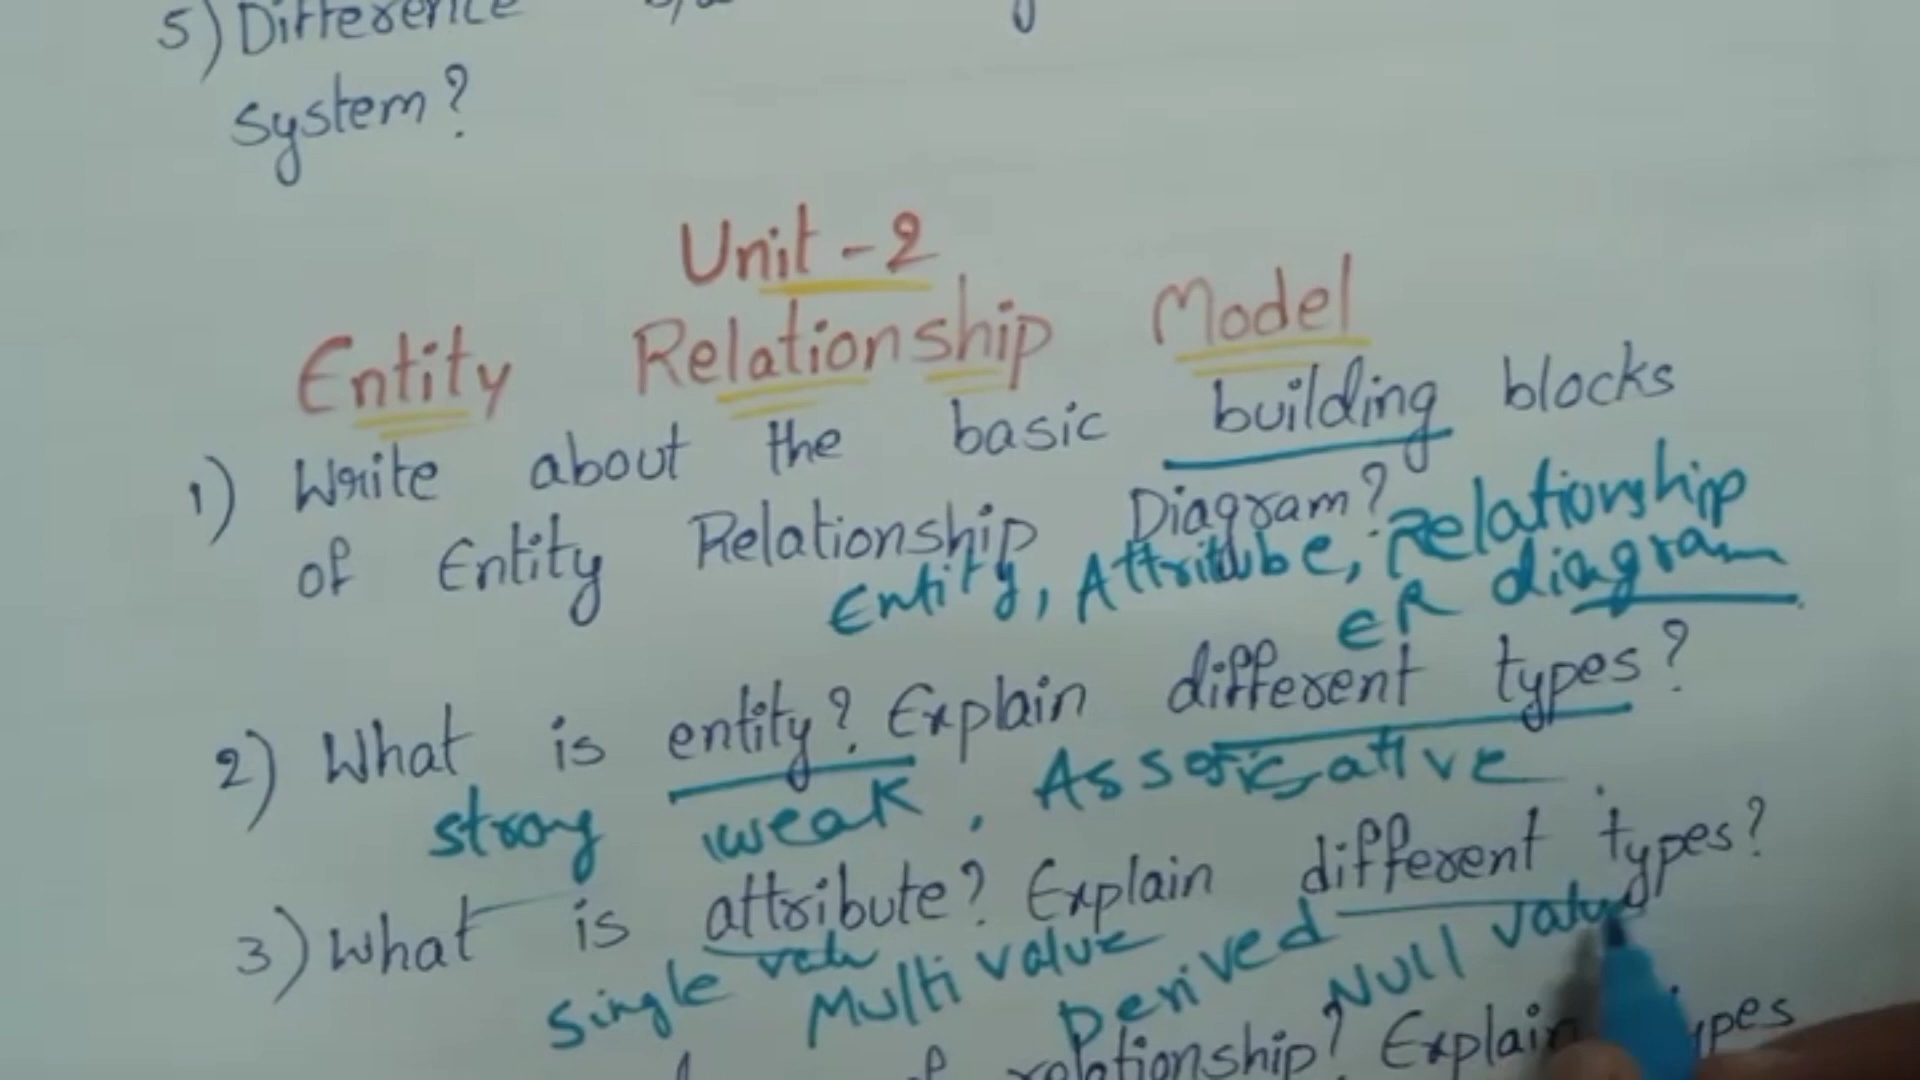 5) Difference
System?
Unit - 2
Entity Relationship Model
1) Write about the basic building blocks
of Entity Relationship Diagram?
Entity, Attribute, Relationship
ER diagram
2) What is entity? Explain different types?
strong weak, Associative
3) What is attribute? Explain different types?
Single Multi value Derived Null value
relationship? Explain